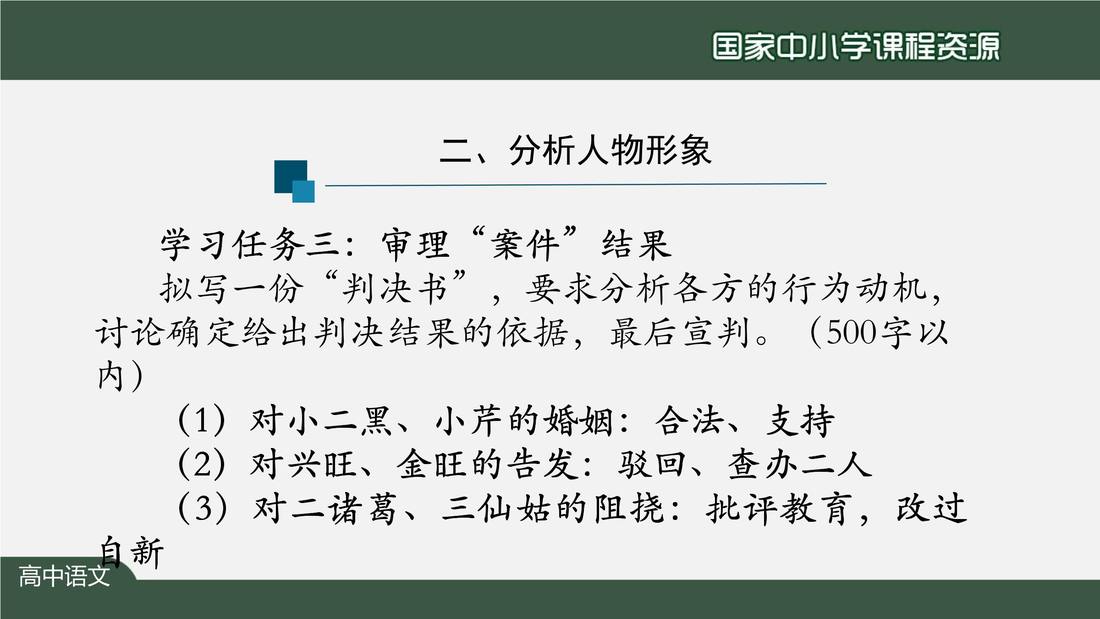 国家中小学课程资源
二、分析人物形象
学习任务三：审理“案件”结果
拟写一份“判决书”，要求分析各方的行为动机，
讨论确定给出判决结果的依据，最后宣判。（500字以
内）
（1）对小二黑、小芹的婚姻：合法、支持
（2）对兴旺、金旺的告发：驳回、查办二人
（3）对二诸葛、三仙姑的阻挠：批评教育，改过
自新
高中语文